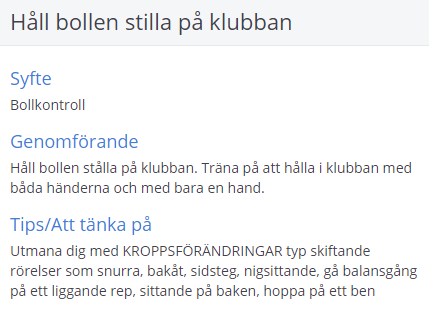 Håll bollen stilla på klubban
Syfte
Bollkontroll
Genomförande
Håll bollen stålla på klubban. Träna på att hålla i klubban med
båda händerna och med bara en hand.
Tips/Att tänka på
Utmana dig med KROPPSFÖRÄNDRINGAR typ skiftande
rörelser som snurra, bakåt, sidsteg, nigsittande, gå balansgång
på ett liggande rep, sittande på baken, hoppa på ett ben